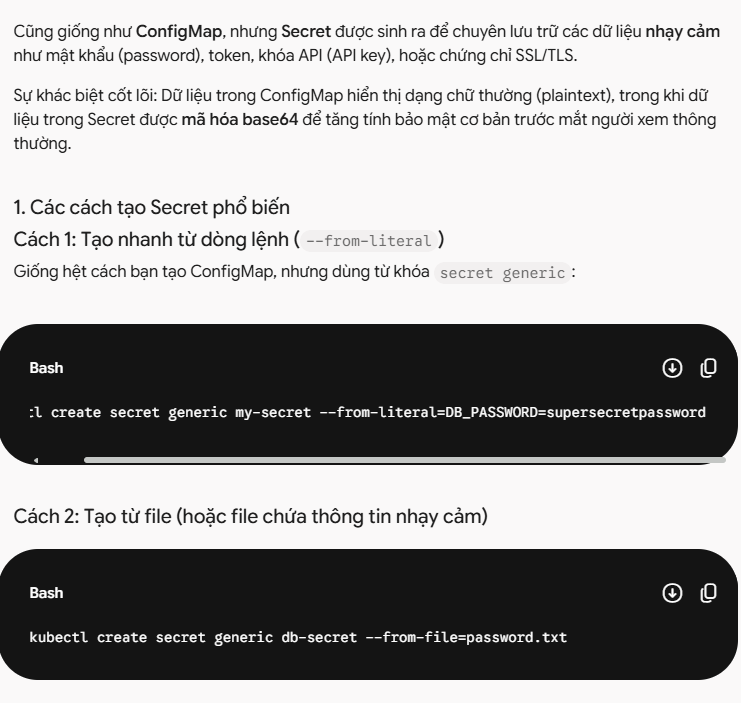 Cũng giống như ConfigMap, nhưng Secret được sinh ra để chuyên lưu trữ các dữ liệu nhạy cảm
như mật khẩu (password), token, khóa API (API key), hoặc chứng chỉ SSL/TLS.
Sự khác biệt cốt lõi: Dữ liệu trong ConfigMap hiển thị dạng chữ thường (plaintext), trong khi dữ
liệu trong Secret được mã hóa base64 để tăng tính bảo mật cơ bản trước mắt người xem thông
thường.
1. Các cách tạo Secret phổ biến
Cách 1: Tạo nhanh từ dòng lệnh ( --from-literal )
Giống hệt cách bạn tạo ConfigMap, nhưng dùng từ khóa secret generic :
Bash
l create secret generic my-secret --from-literal=DB_PASSWORD=supersecretpassword
Cách 2: Tạo từ file (hoặc file chứa thông tin nhạy cảm)
Bash
kubectl create secret generic db-secret --from-file=password.txt